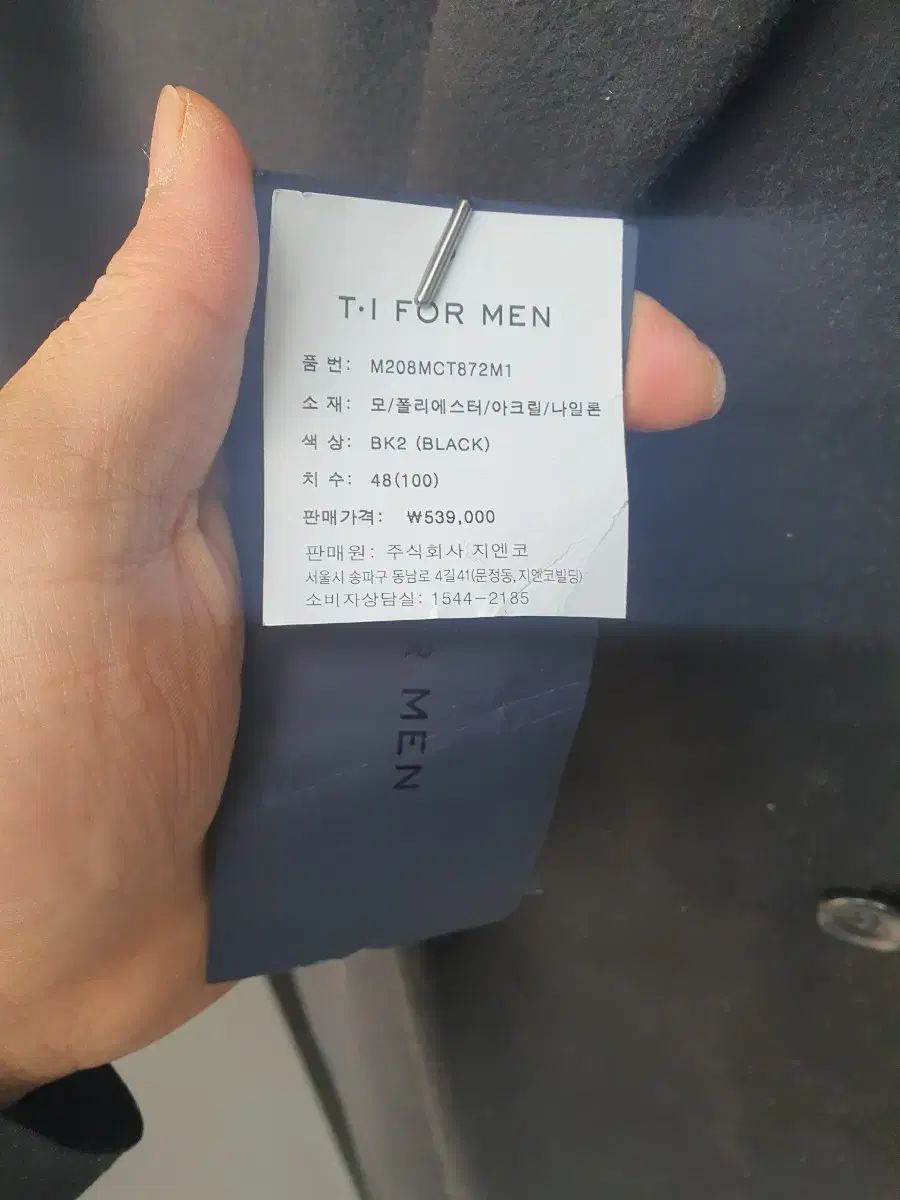 T·I FOR MEN
품 번: M208MCT872M1
소 재: 모/폴리에스터/아크릴/나일론
색 상: BK2 (BLACK)
치 수: 48(100)
판매가격: ₩539,000
판매원: 주식회사 지엔코
서울시 송파구 동남로 4길41(문정동,지엔코빌딩)
소비자상담실: 1544-2185
MEN